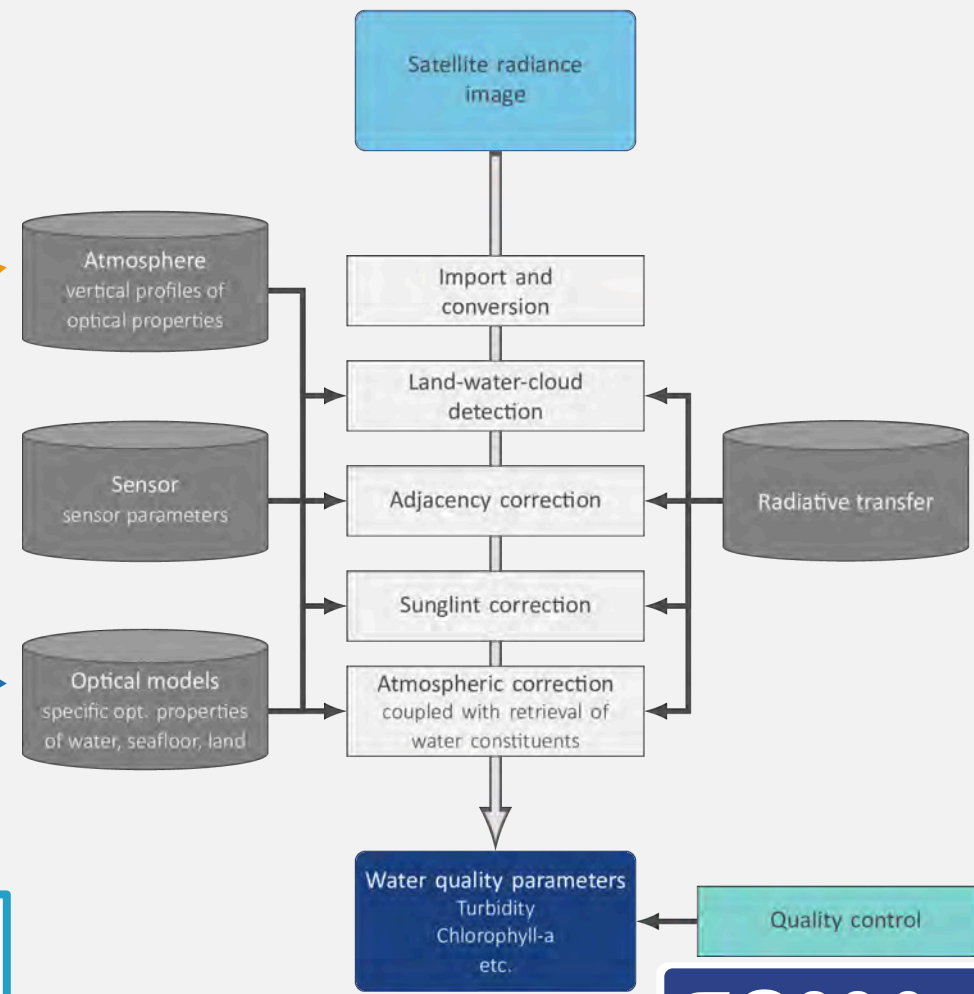 Satellite radiance
image
Atmosphere
vertical profiles of
optical properties
Import and
conversion
Land-water-cloud
detection
Sensor
sensor parameters
Adjacency correction
Radiative transfer
Sunglint correction
Optical models
specific opt. properties
of water, seafloor, land
Atmospheric correction
coupled with retrieval of
water constituents
Water quality parameters
Turbidity
Chlorophyll-a
etc.
Quality control